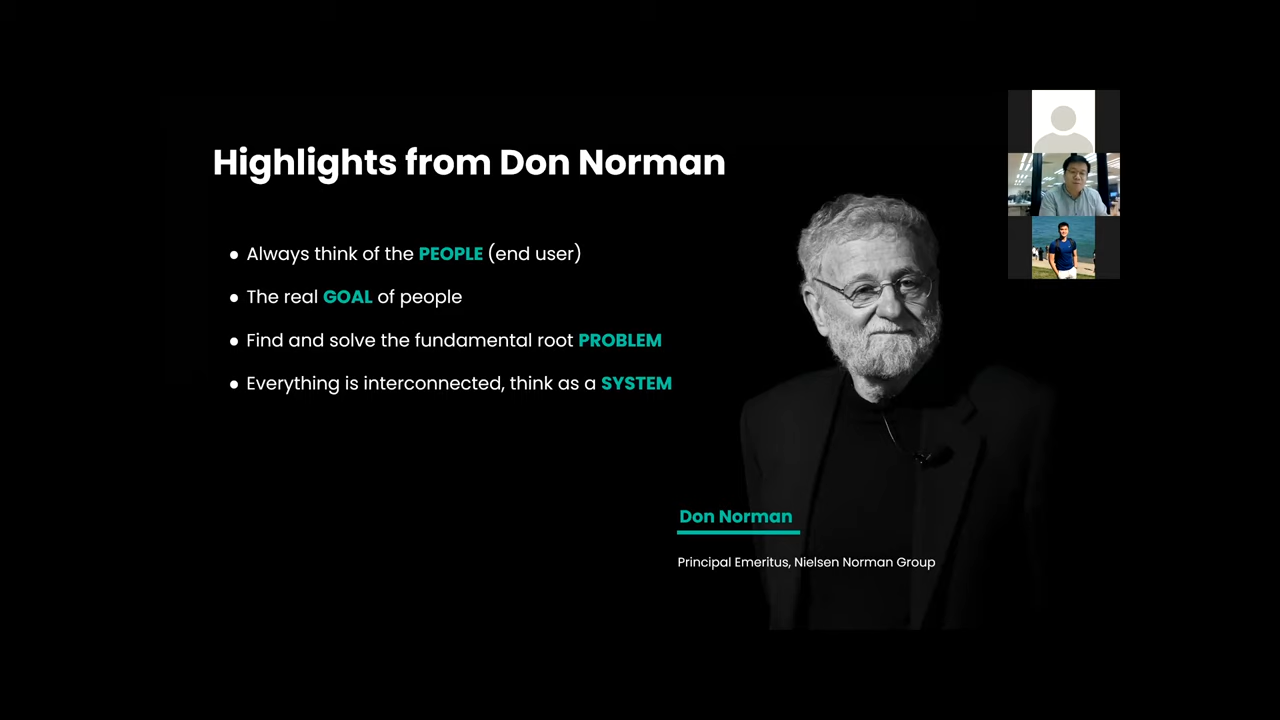 Highlights from Don Norman
● Always think of the PEOPLE (end user)
● The real GOAL of people
● Find and solve the fundamental root PROBLEM
● Everything is interconnected, think as a SYSTEM
Don Norman
Principal Emeritus, Nielsen Norman Group